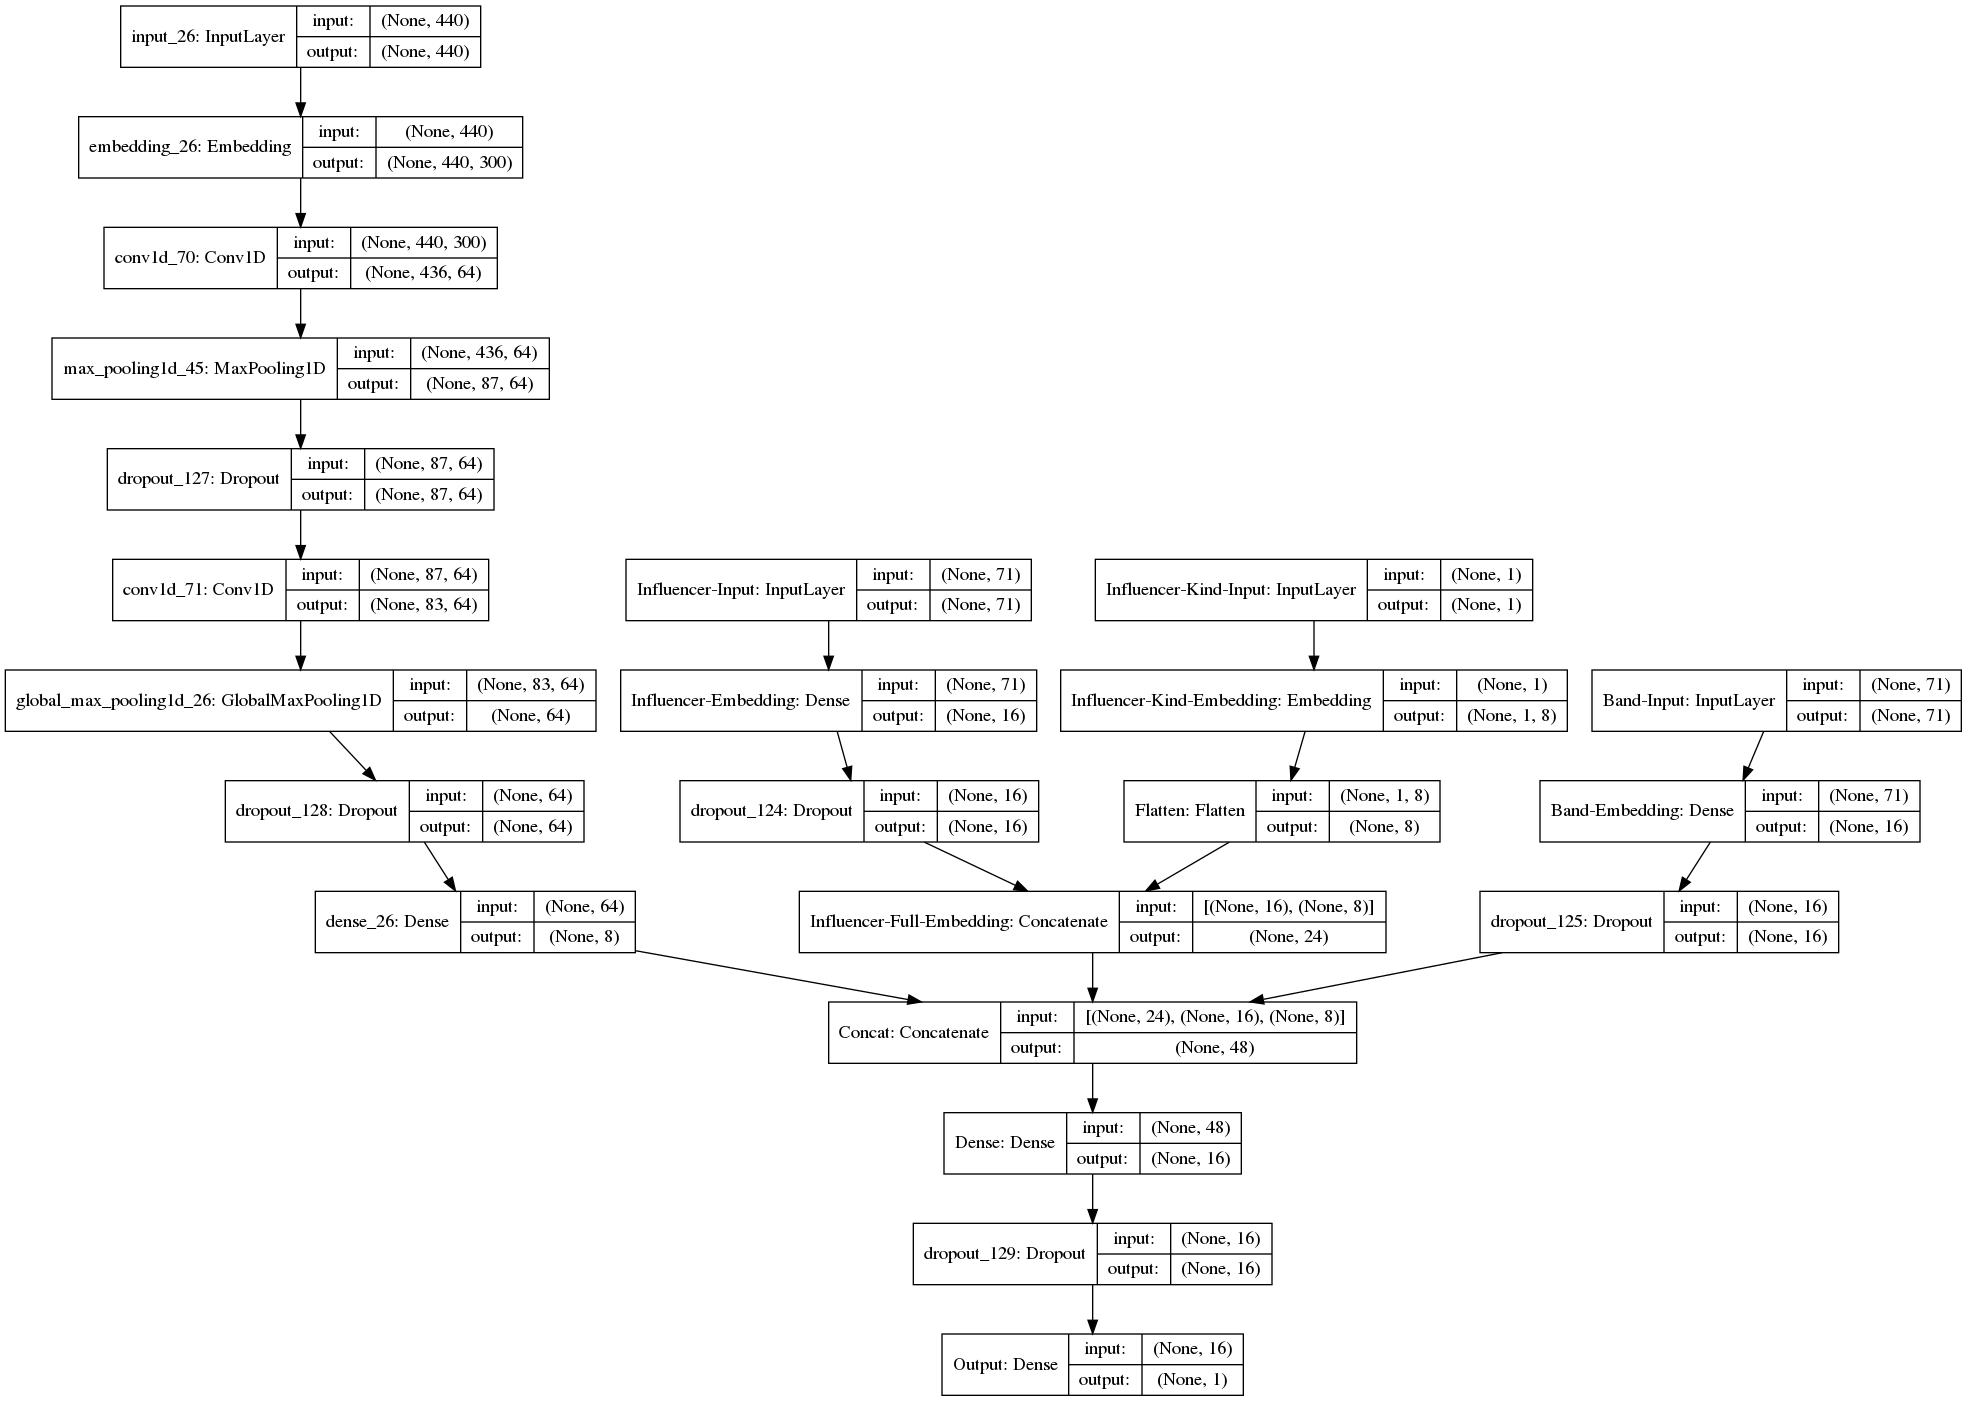 input_26: InputLayer
input: (None, 440)
output: (None, 440)
embedding_26: Embedding
input: (None, 440)
output: (None, 440, 300)
conv1d_70: Conv1D
input: (None, 440, 300)
output: (None, 436, 64)
max_pooling1d_45: MaxPooling1D
input: (None, 436, 64)
output: (None, 87, 64)
dropout_127: Dropout
input: (None, 87, 64)
output: (None, 87, 64)
conv1d_71: Conv1D
input: (None, 87, 64)
output: (None, 83, 64)
Influencer-Input: InputLayer
input: (None, 71)
output: (None, 71)
Influencer-Kind-Input: InputLayer
input: (None, 1)
output: (None, 1)
global_max_pooling1d_26: GlobalMaxPooling1D
input: (None, 83, 64)
output: (None, 64)
Influencer-Embedding: Dense
input: (None, 71)
output: (None, 16)
Influencer-Kind-Embedding: Embedding
input: (None, 1)
output: (None, 1, 8)
Band-Input: InputLayer
input: (None, 71)
output: (None, 71)
dropout_128: Dropout
input: (None, 64)
output: (None, 64)
dropout_124: Dropout
input: (None, 16)
output: (None, 16)
Flatten: Flatten
input: (None, 1, 8)
output: (None, 8)
Band-Embedding: Dense
input: (None, 71)
output: (None, 16)
dense_26: Dense
input: (None, 64)
output: (None, 8)
Influencer-Full-Embedding: Concatenate
input: [(None, 16), (None, 8)]
output: (None, 24)
dropout_125: Dropout
input: (None, 16)
output: (None, 16)
Concat: Concatenate
input: [(None, 24), (None, 16), (None, 8)]
output: (None, 48)
Dense: Dense
input: (None, 48)
output: (None, 16)
dropout_129: Dropout
input: (None, 16)
output: (None, 16)
Output: Dense
input: (None, 16)
output: (None, 1)